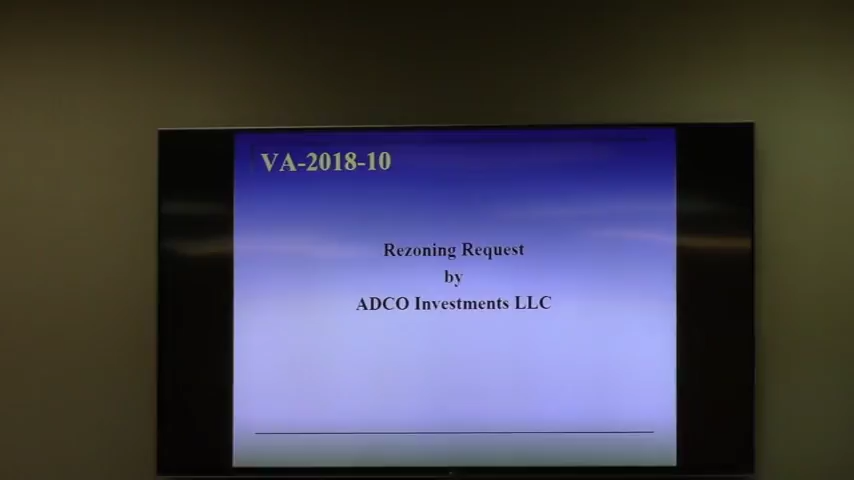 VA-2018-10
Rezoning Request
by
ADCO Investments LLC